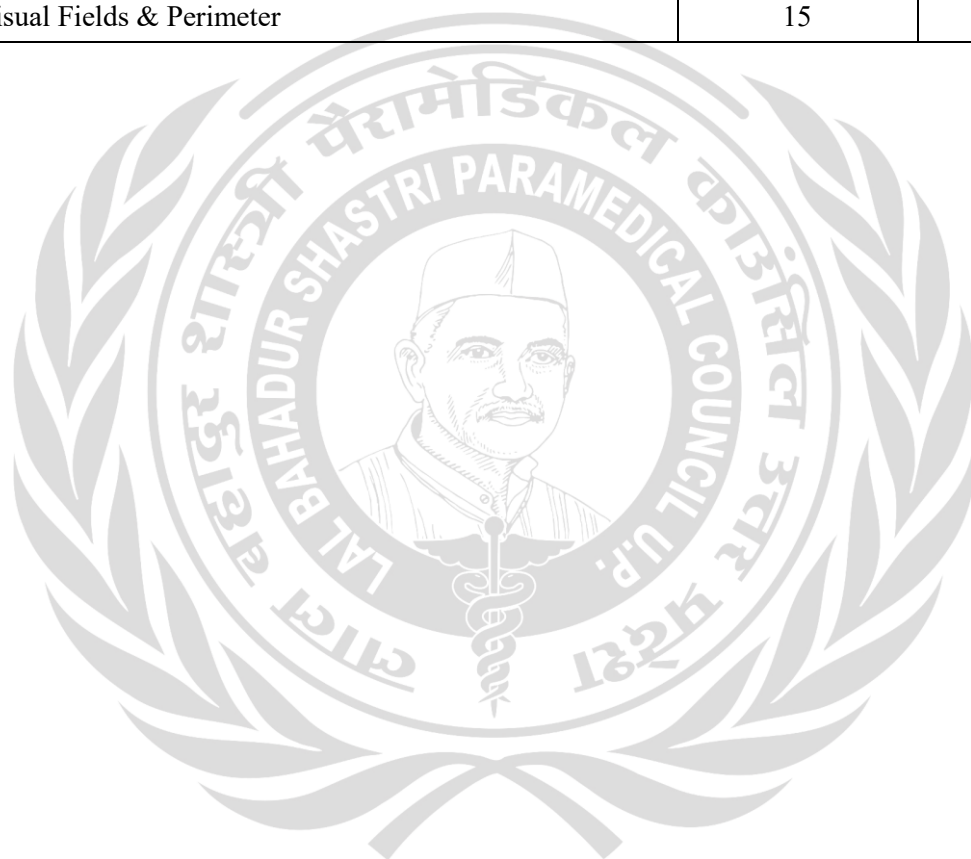 isual Fields & Perimeter 15
लाल बहादुर शास्त्री पैरामेडिकल काउंसिल उत्तर प्रदेश
LAL BAHADUR SHASTRI PARAMEDICAL COUNCIL U.P.